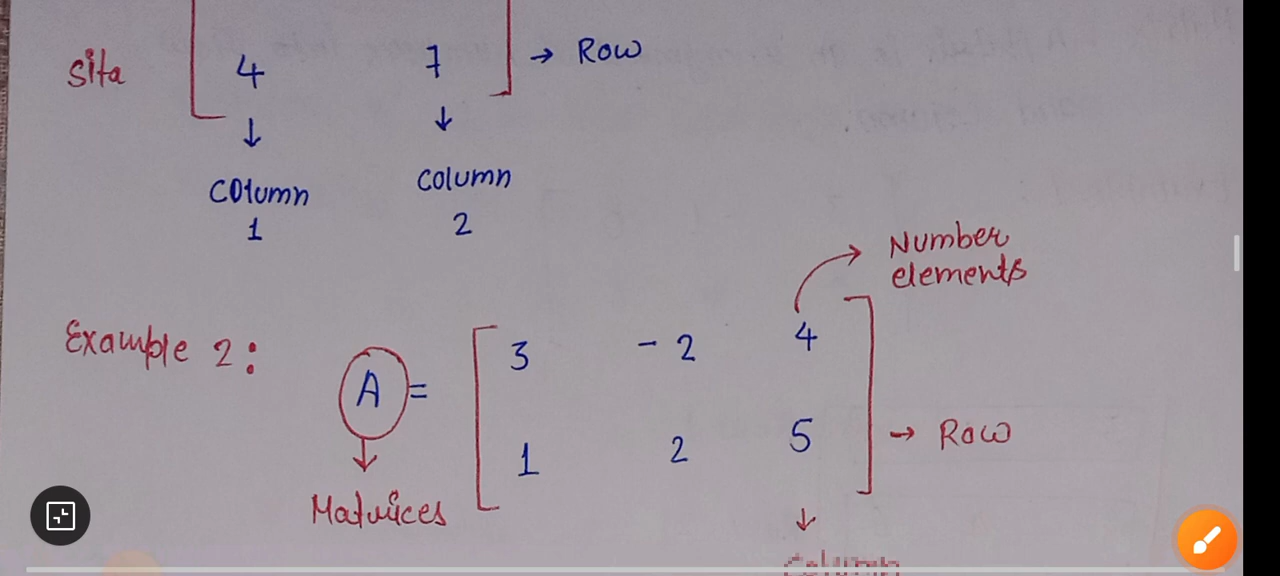 Sita 4 7 → Row
↓ ↓
Column column
1 2
Number
elements
Example 2:
A = 3 - 2 4
1 2 5 → Row
Matrices
↓
Column